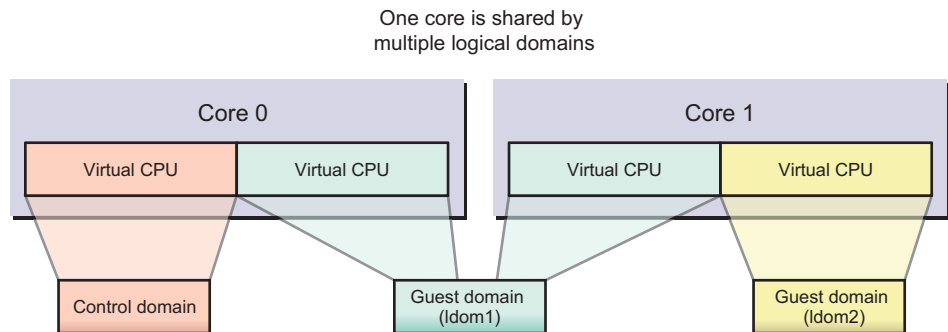 One core is shared by
multiple logical domains
Core 0
Core 1
Virtual CPU
Virtual CPU
Virtual CPU
Virtual CPU
Control domain
Guest domain
(ldom1)
Guest domain
(ldom2)